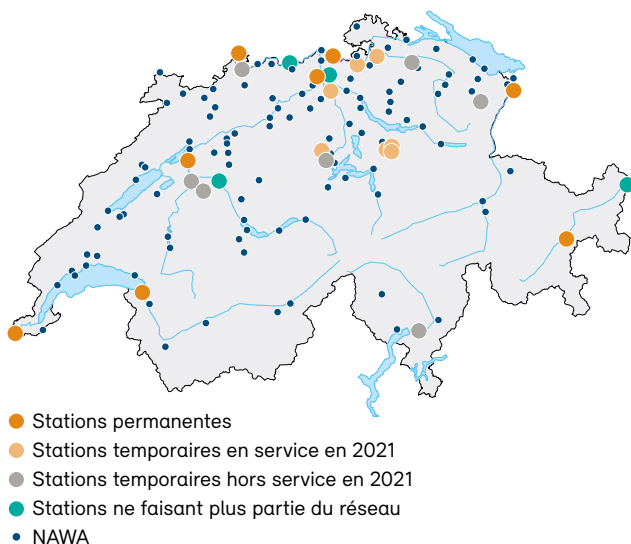 Stations permanentes
Stations temporaires en service en 2021
Stations temporaires hors service en 2021
Stations ne faisant plus partie du réseau
NAWA